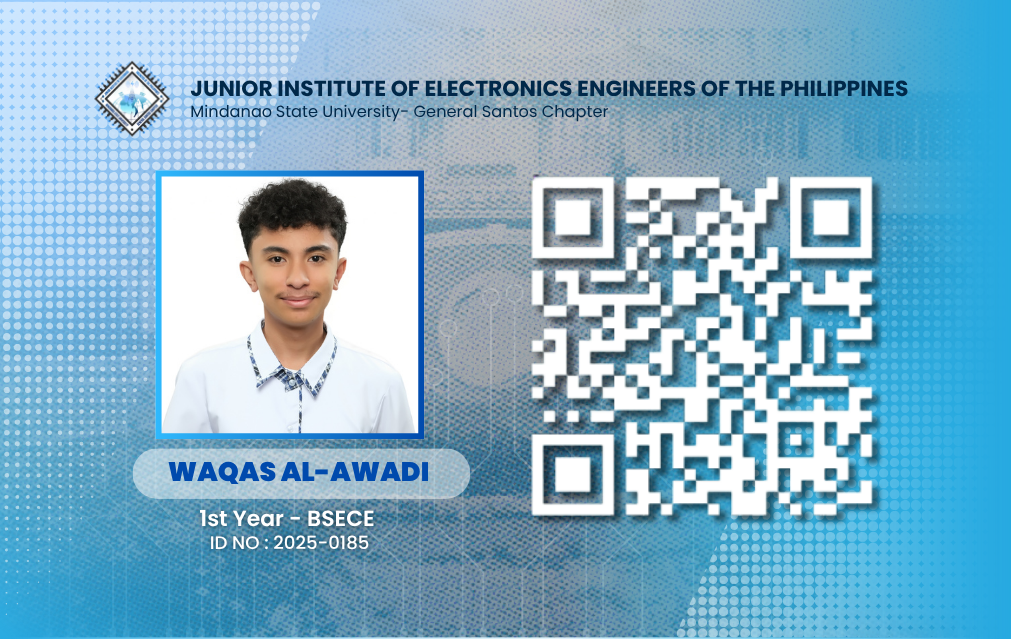 JUNIOR INSTITUTE OF ELECTRONICS ENGINEERS OF THE PHILIPPINES
Mindanao State University- General Santos Chapter
WAQAS AL-AWADI
1st Year - BSECE
ID NO : 2025-0185